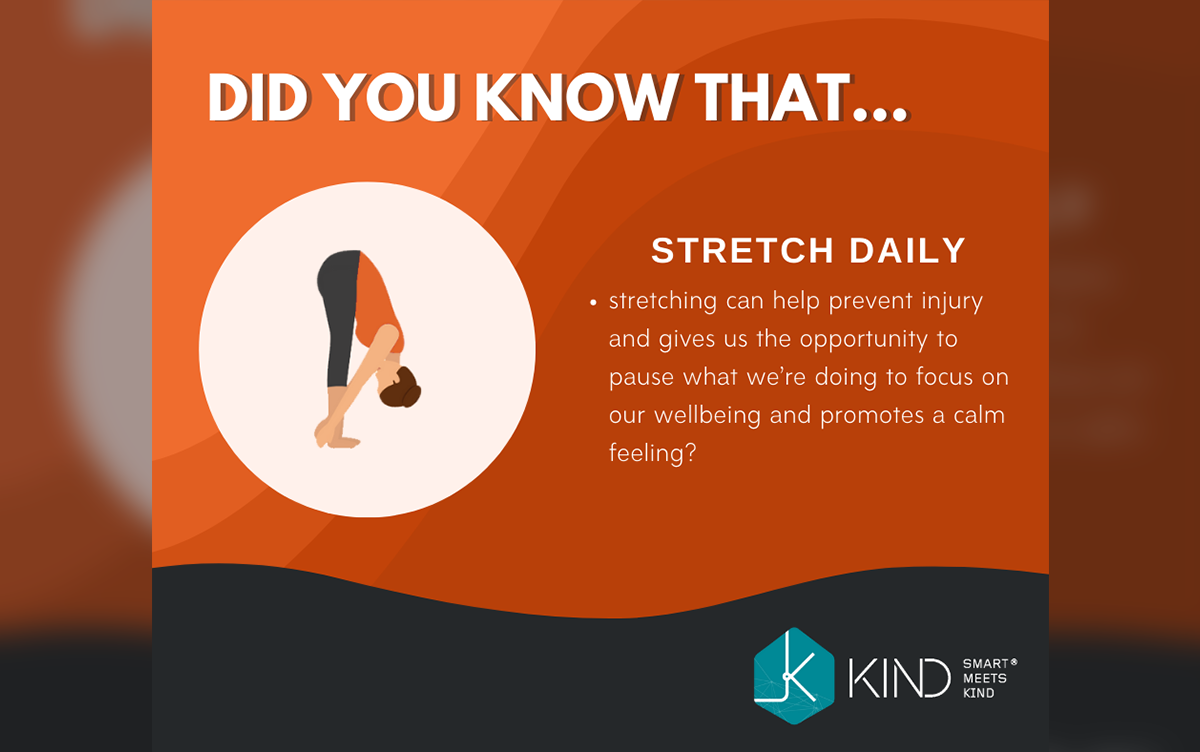 DID YOU KNOW THAT...
STRETCH DAILY
• stretching can help prevent injury
and gives us the opportunity to
pause what we’re doing to focus on
our wellbeing and promotes a calm
feeling?
K KIND
SMART®
MEETS
KIND